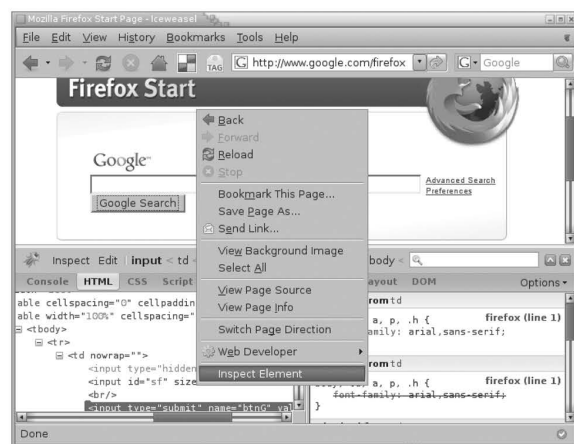 Mozilla Firefox Start Page - Iceweasel
File Edit View History Bookmarks Tools Help
TAG G http://www.google.com/firefox G Google
Firefox Start
Google
Google Search
Advanced Search
Preferences
Back
Forward
Reload
Stop
Bookmark This Page...
Save Page As...
Send Link...
View Background Image
Select All
View Page Source
View Page Info
Switch Page Direction
Web Developer
Inspect Element
Inspect Edit input < td < body <
Console HTML CSS Script ayout DOM Options
able cellspacing="0" cellpaddin
able width="100%" cellspacing="
<tbody>
<tr>
<td nowrap="">
<input type="hidden
<input id="sf" size
<br/>
<input type="submit" name="btnG" val
rom td
a, p, .h { firefox (line 1)
amily: arial,sans-serif;
rom td
a, p, .h { firefox (line 1)
font-family: arial,sans-serif;
}
Done